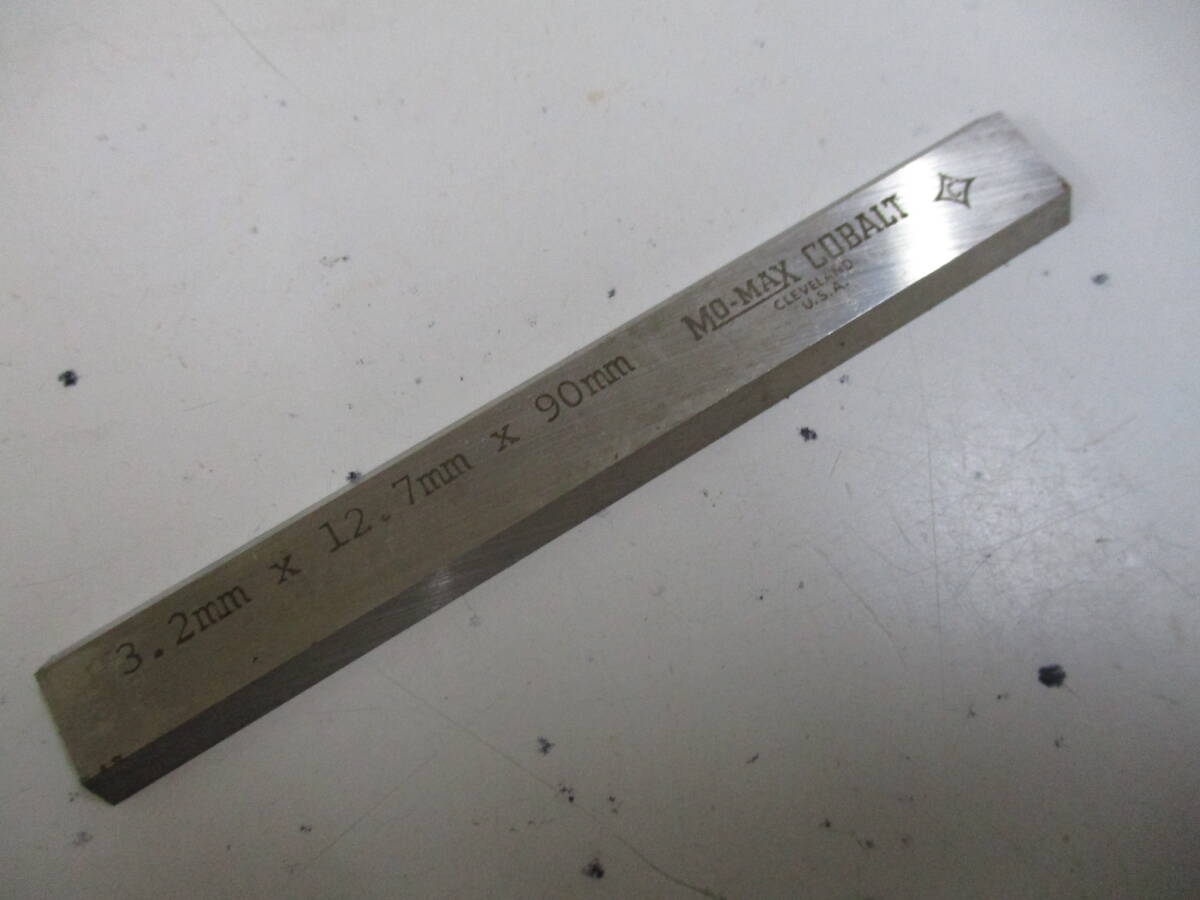 3.2mm x 12.7mm x 90mm
MO-MAX COBALT
CLEVELAND
U.S.A.
C